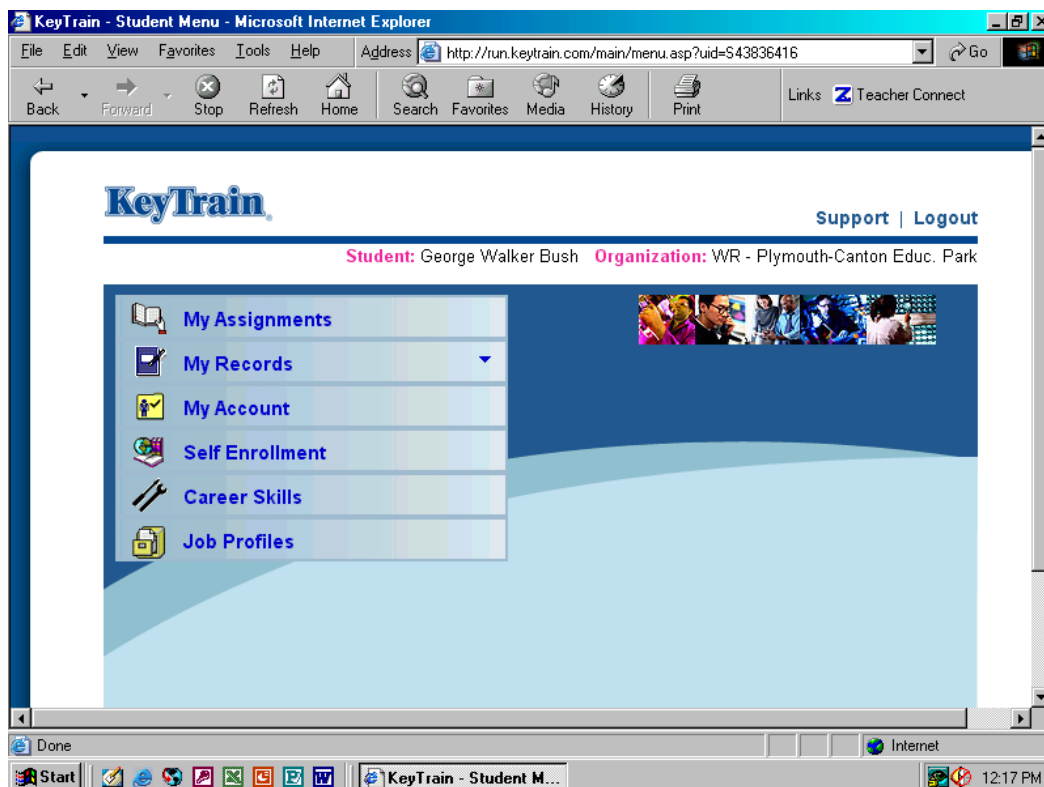 KeyTrain - Student Menu - Microsoft Internet Explorer
File Edit View Favorites Tools Help Address http://run.keytrain.com/main/menu.asp?uid=S43836416 Go
Back Forward Stop Refresh Home Search Favorites Media History Print Links Teacher Connect
KeyTrain
Support | Logout
Student: George Walker Bush Organization: WR - Plymouth-Canton Educ. Park
My Assignments
My Records
My Account
Self Enrollment
Career Skills
Job Profiles
Done Internet
Start KeyTrain - Student M... 12:17 PM